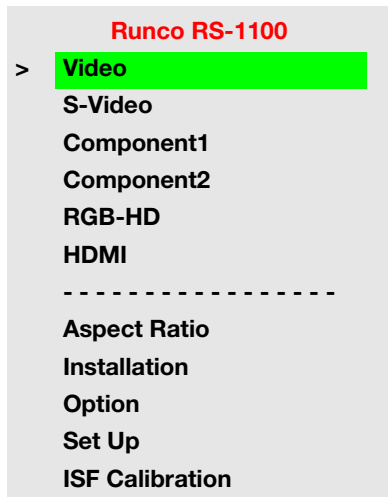 Runco RS-1100
> Video
S-Video
Component1
Component2
RGB-HD
HDMI
- - - - - - - - - - - - - - - - -
Aspect Ratio
Installation
Option
Set Up
ISF Calibration